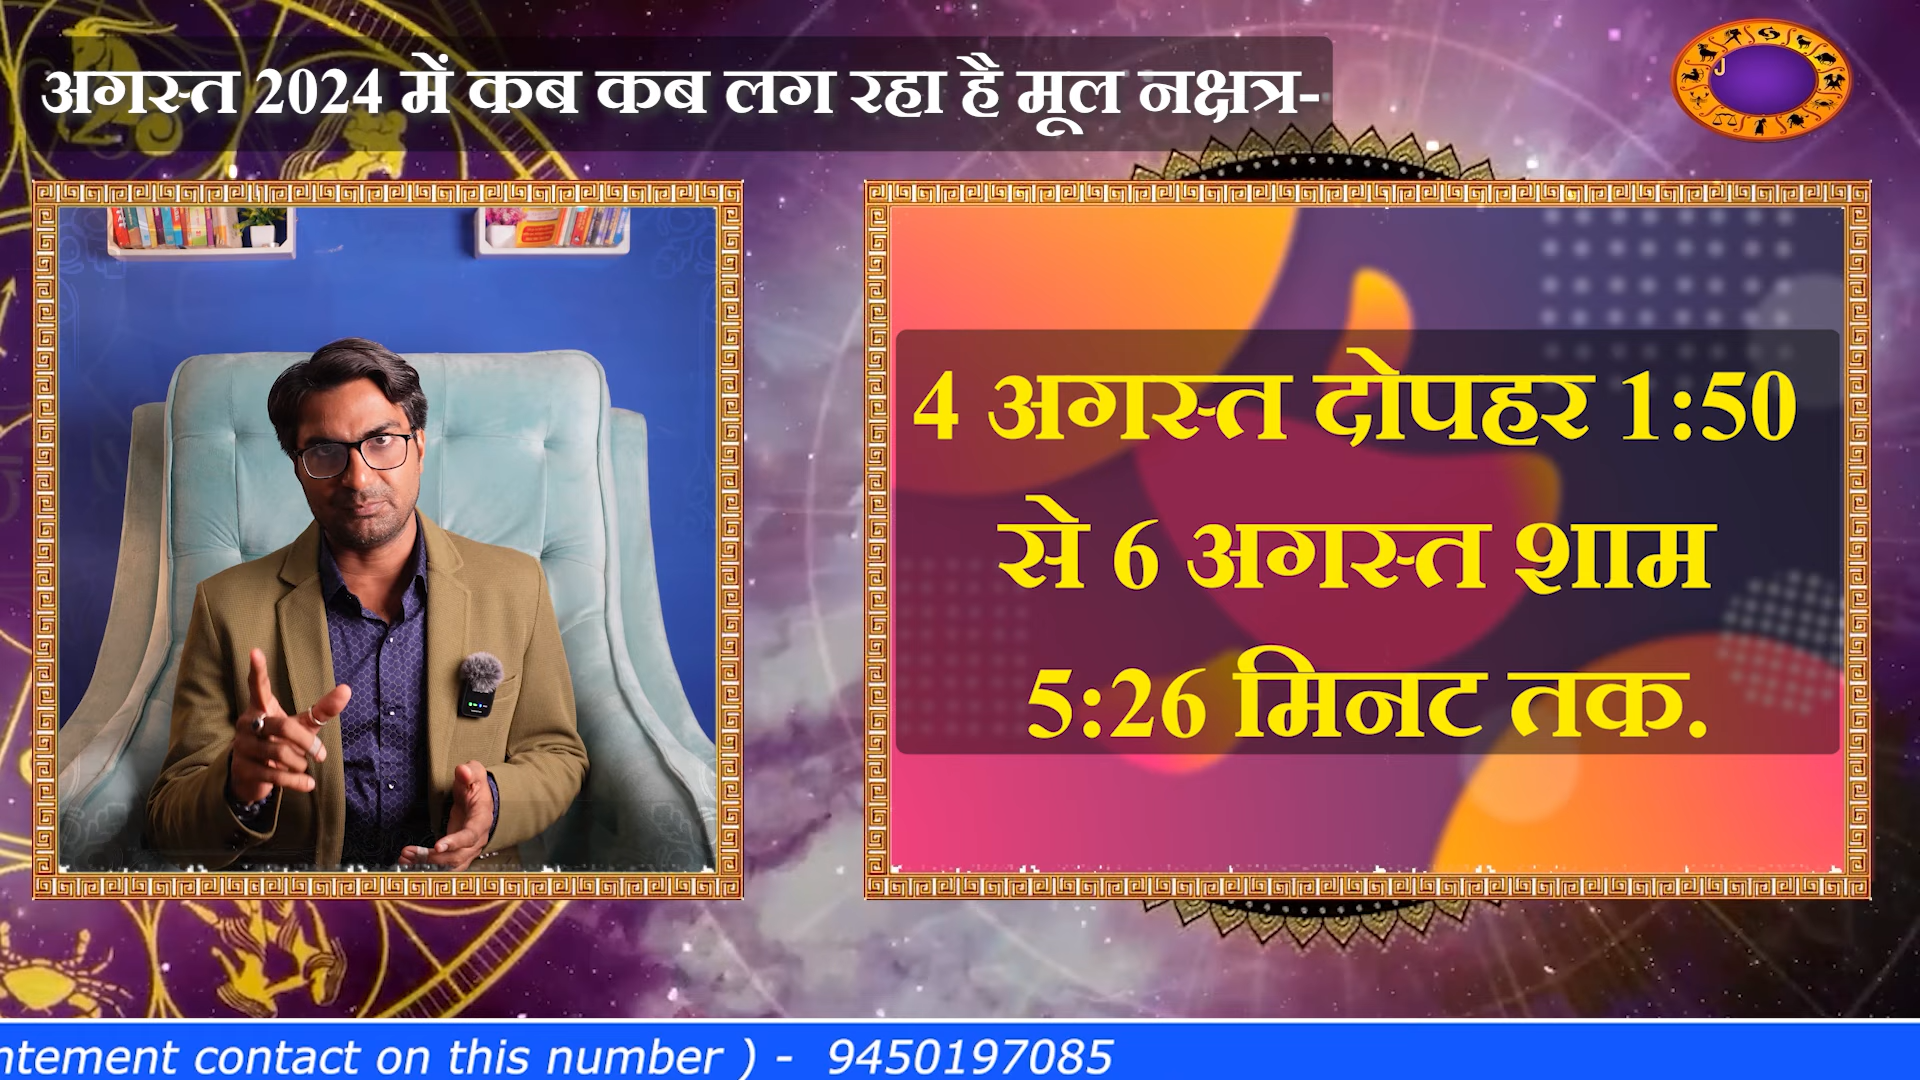 अगस्त 2024 में कब कब लग रहा है मूल नक्षत्र-
J
4 अगस्त दोपहर 1:50
से 6 अगस्त शाम
5:26 मिनट तक.
ntement contact on this number ) - 9450197085